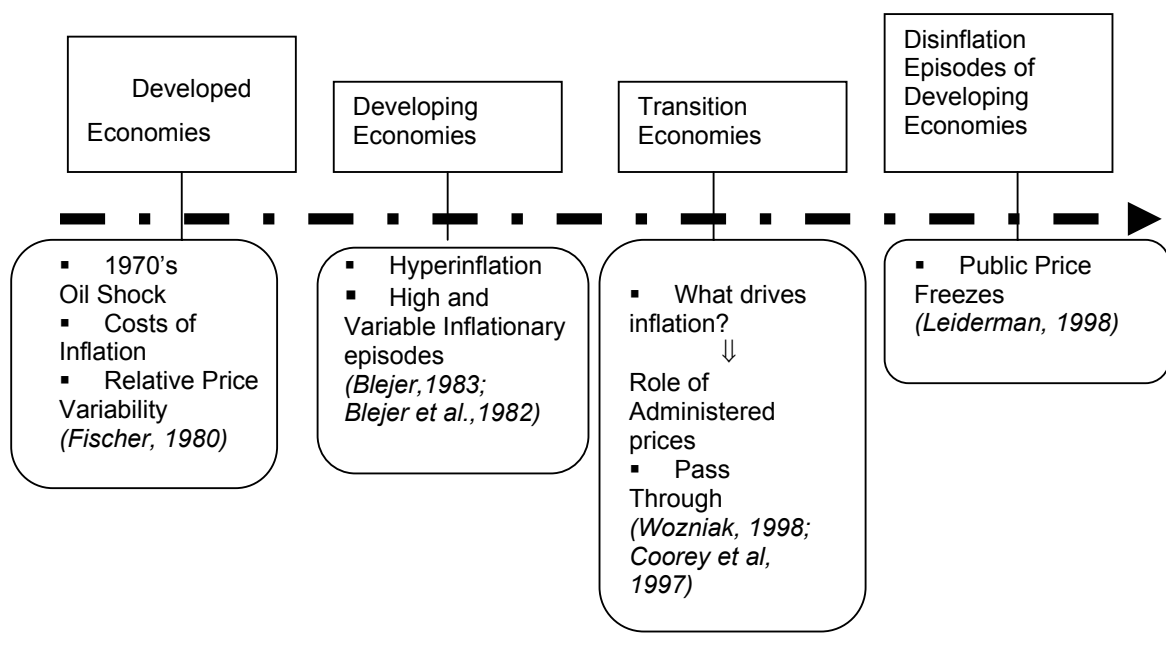 Developed
Economies
▪ 1970's
Oil Shock
▪ Costs of
Inflation
▪ Relative Price
Variability
(Fischer, 1980)
Developing
Economies
▪ Hyperinflation
▪ High and
Variable Inflationary
episodes
(Blejer,1983;
Blejer et al.,1982)
Transition
Economies
▪ What drives
inflation?
⇓
Role of
Administered
prices
▪ Pass
Through
(Wozniak, 1998;
Coorey et al,
1997)
Disinflation
Episodes of
Developing
Economies
▪ Public Price
Freezes
(Leiderman, 1998)